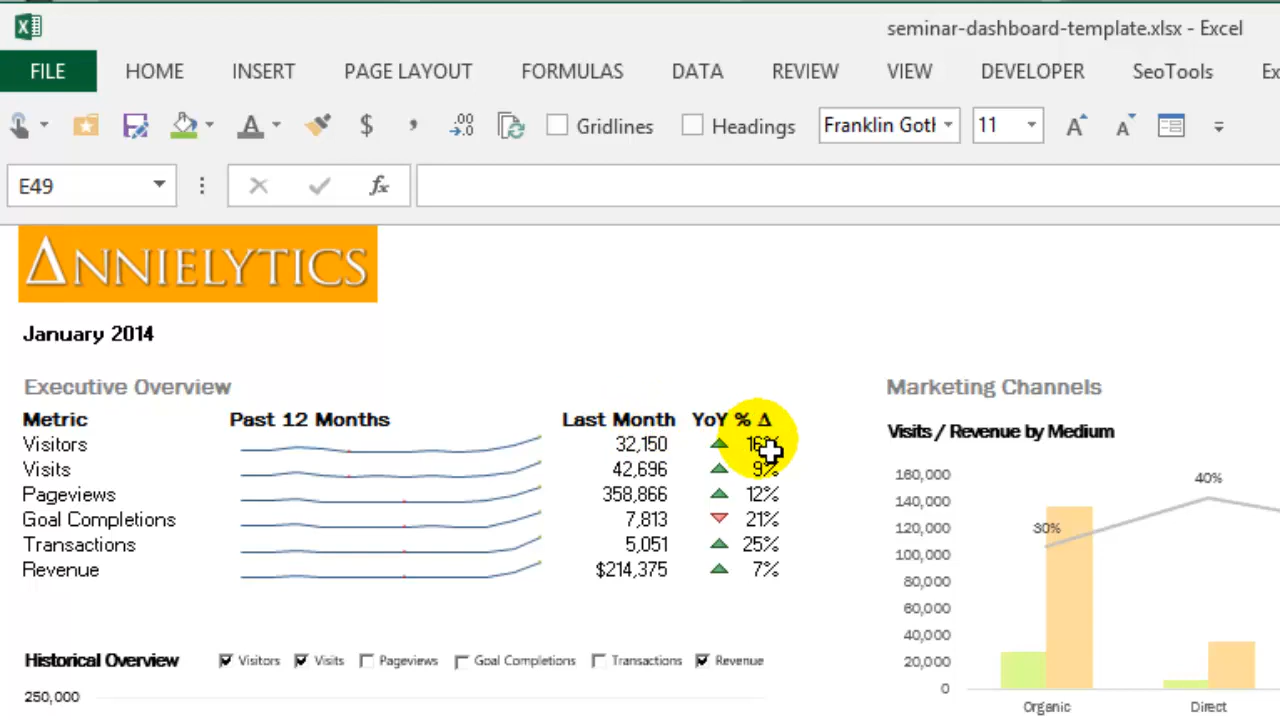 seminar-dashboard-template.xlsx - Excel
FILE HOME INSERT PAGE LAYOUT FORMULAS DATA REVIEW VIEW DEVELOPER SeoTools Ex
$ , .00 .0 Gridlines Headings Franklin Goth 11 A A
E49 fx
ΔNNIELYTICS
January 2014
Executive Overview
Metric Past 12 Months Last Month YoY % Δ
Visitors 32,150 16%
Visits 42,696 9%
Pageviews 358,866 12%
Goal Completions 7,813 21%
Transactions 5,051 25%
Revenue $214,375 7%
Historical Overview Visitors Visits Pageviews Goal Completions Transactions Revenue
250,000
Marketing Channels
Visits / Revenue by Medium
160,000
140,000
120,000
100,000
80,000
60,000
40,000
20,000
0
30%
40%
Organic Direct